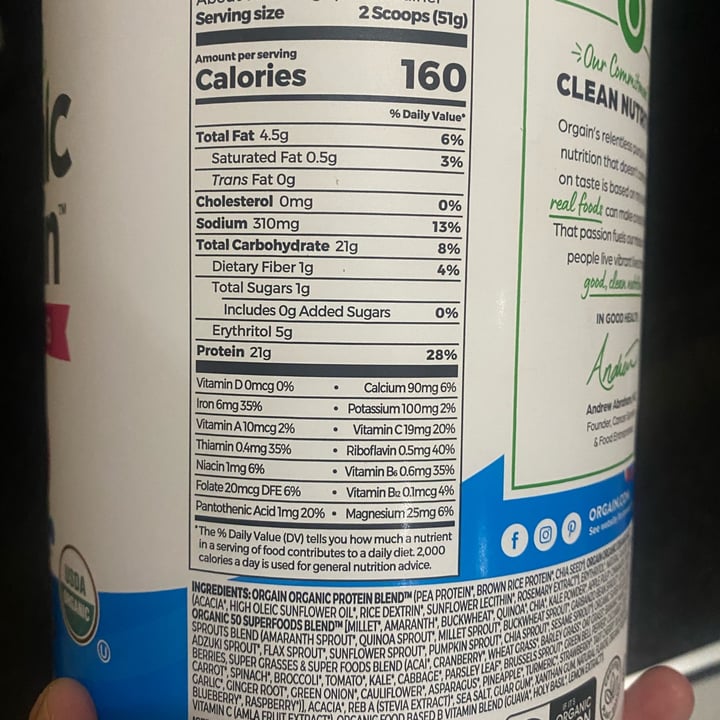 Serving size 2 Scoops (51g)
Amount per serving
Calories 160
% Daily Value*
Total Fat 4.5g 6%
Saturated Fat 0.5g 3%
Trans Fat 0g
Cholesterol 0mg 0%
Sodium 310mg 13%
Total Carbohydrate 21g 8%
Dietary Fiber 1g 4%
Total Sugars 1g
Includes 0g Added Sugars 0%
Erythritol 5g
Protein 21g 28%
Vitamin D 0mcg 0% • Calcium 90mg 6%
Iron 6mg 35% • Potassium 100mg 2%
Vitamin A 10mcg 2% • Vitamin C 19mg 20%
Thiamin 0.4mg 35% • Riboflavin 0.5mg 40%
Niacin 1mg 6% • Vitamin B6 0.6mg 35%
Folate 20mcg DFE 6% • Vitamin B12 0.1mcg 4%
Pantothenic Acid 1mg 20% • Magnesium 25mg 6%
*The % Daily Value (DV) tells you how much a nutrient
in a serving of food contributes to a daily diet. 2,000
calories a day is used for general nutrition advice.
INGREDIENTS: ORGAIN ORGANIC PROTEIN BLEND™ (PEA PROTEIN*, BROWN RICE PROTEIN*, CHIA SEED*),
(ACACIA*, HIGH OLEIC SUNFLOWER OIL*, RICE DEXTRIN*, SUNFLOWER LECITHIN*, ROSEMARY EXTRACT*),
ORGANIC 50 SUPERFOODS BLEND™ [MILLET*, AMARANTH*, BUCKWHEAT*, QUINOA*, CHIA*, KALE POWDER*,
SPROUTS BLEND (AMARANTH SPROUT*, QUINOA SPROUT*, MILLET SPROUT*, BUCKWHEAT SPROUT*,
ADZUKI SPROUT*, FLAX SPROUT*, SUNFLOWER SPROUT*, PUMPKIN SPROUT*, CHIA SPROUT*, SESAME SPROUT*),
BERRIES, SUPER GRASSES & SUPER FOODS BLEND (ACAI*, CRANBERRY*, WHEAT GRASS*, BARLEY GRASS*,
CARROT*, SPINACH*, BROCCOLI*, TOMATO*, KALE*, CABBAGE*, PARSLEY LEAF*, BRUSSELS SPROUT*, GREEN BELL
GARLIC*, GINGER ROOT*, GREEN ONION*, CAULIFLOWER*, ASPARAGUS*, PINEAPPLE*, TURMERIC*,
BLUEBERRY*, RASPBERRY*)], ACACIA*, REB A (STEVIA EXTRACT)*, SEA SALT, GUAR GUM*, XANTHAN GUM, NATURAL
VITAMIN C (AMLA FRUIT EXTRACT)*, ORGANIC FOOD BASED B VITAMIN BLEND (GUAVA*, HOLY BASIL*, LEMON EXTRACT
Our
CLEAN
Orgain's relentless
nutrition that doesn't
on taste is based on
real foods can make
That passion fuels our
people live vibrant
good, clean
IN GOOD HEALTH,
Andrew
Andrew Abraham,
Founder, Cancer
& Food
ORGAIN.COM
See website
USDA
ORGANIC
U
ORGANIC